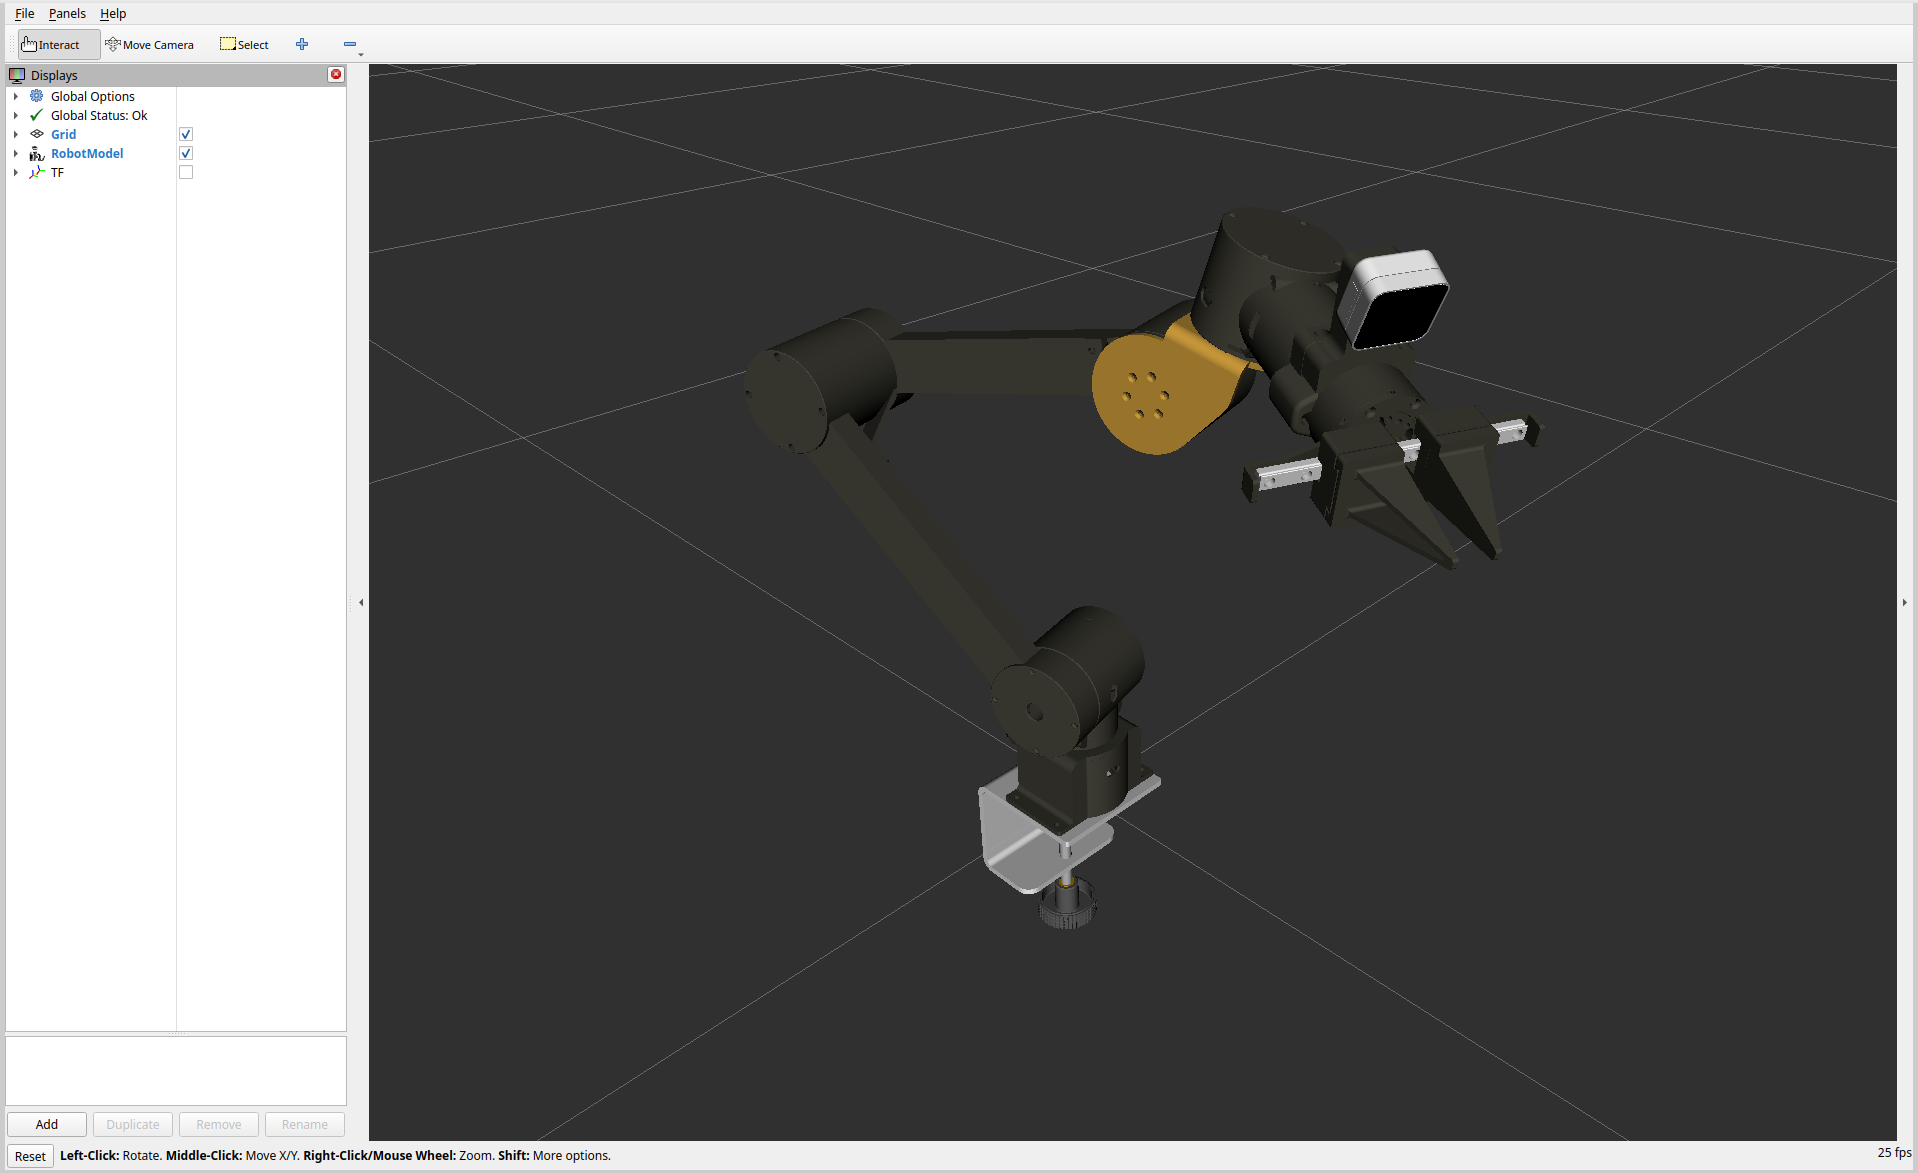 File Panels Help
Interact Move Camera Select
Displays
Global Options
Global Status: Ok
Grid
RobotModel
TF
Add Duplicate Remove Rename
Reset Left-Click: Rotate. Middle-Click: Move X/Y. Right-Click/Mouse Wheel: Zoom. Shift: More options. 25 fps